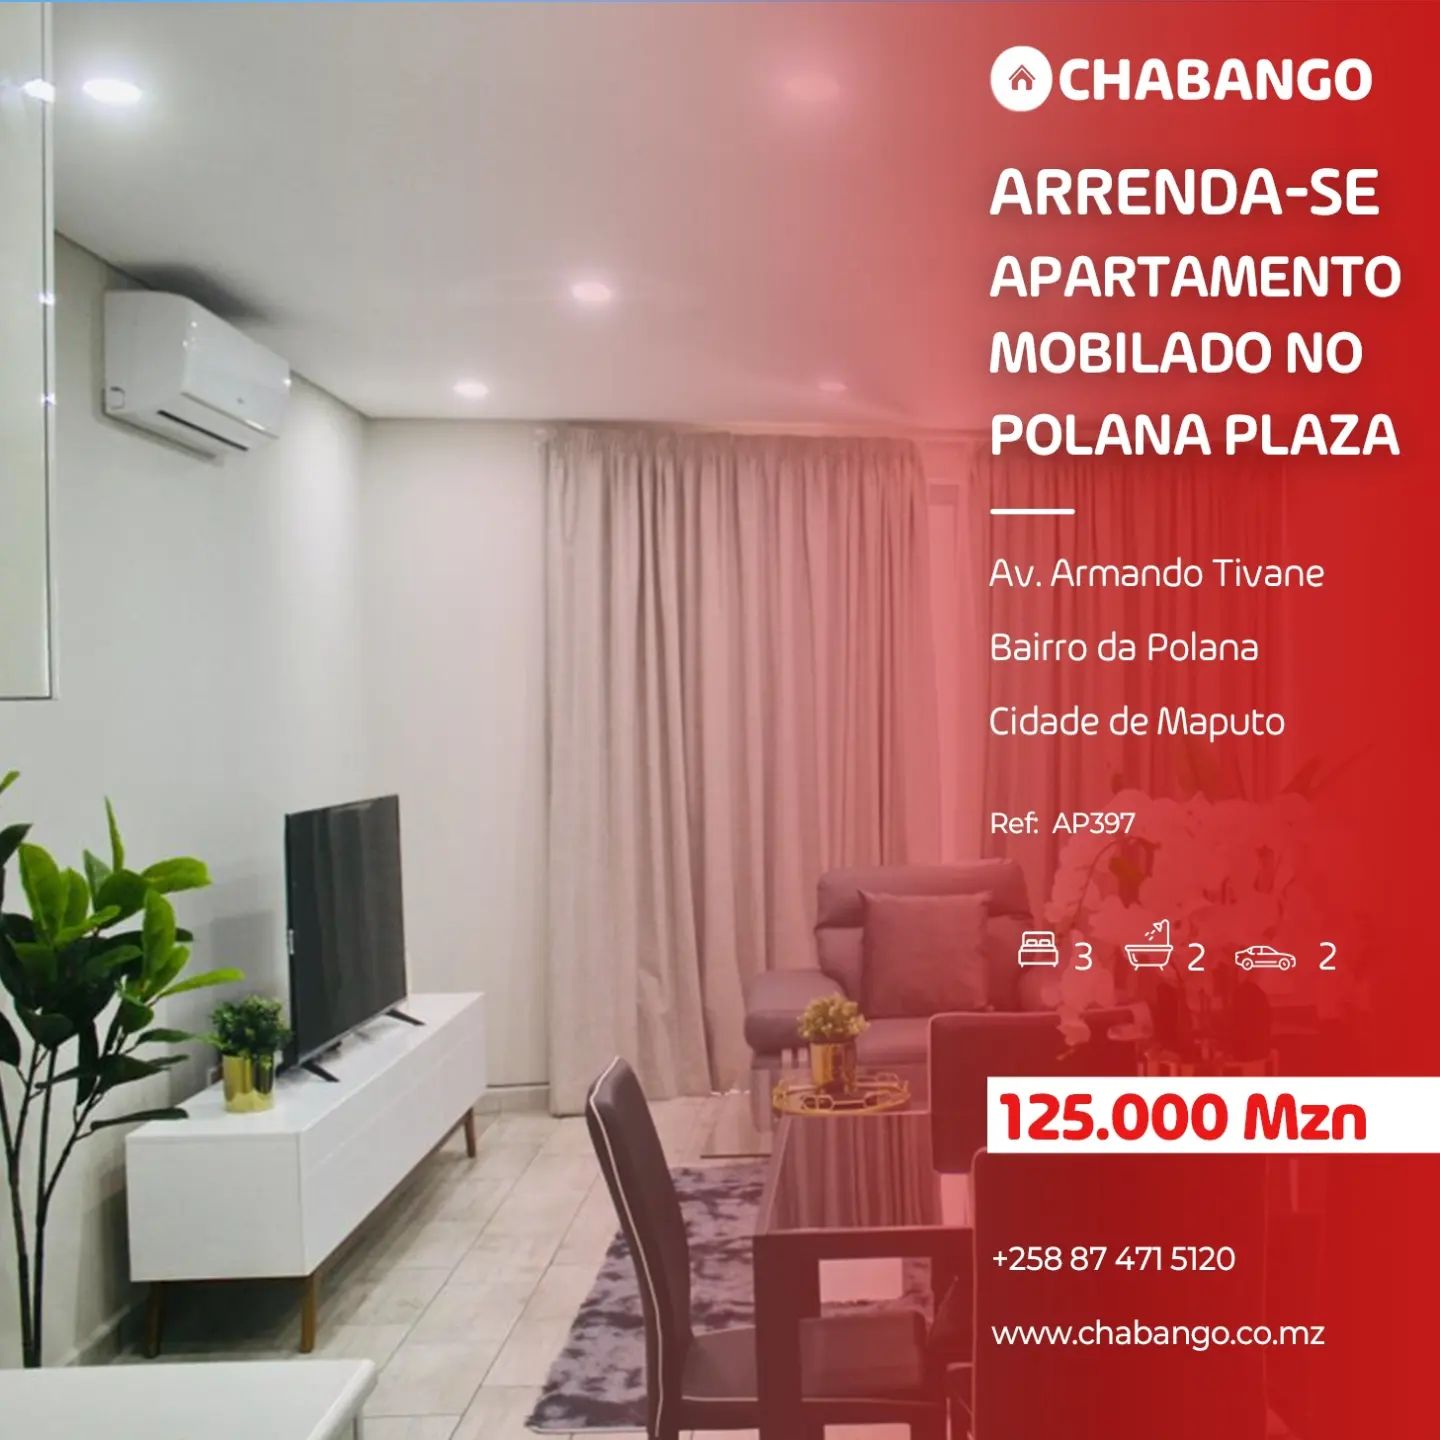 CHABANGO
ARRENDA-SE
APARTAMENTO
MOBILADO NO
POLANA PLAZA
Av. Armando Tivane
Bairro da Polana
Cidade de Maputo
Ref: AP397
3 2 2
125.000 Mzn
+258 87 471 5120
www.chabango.co.mz